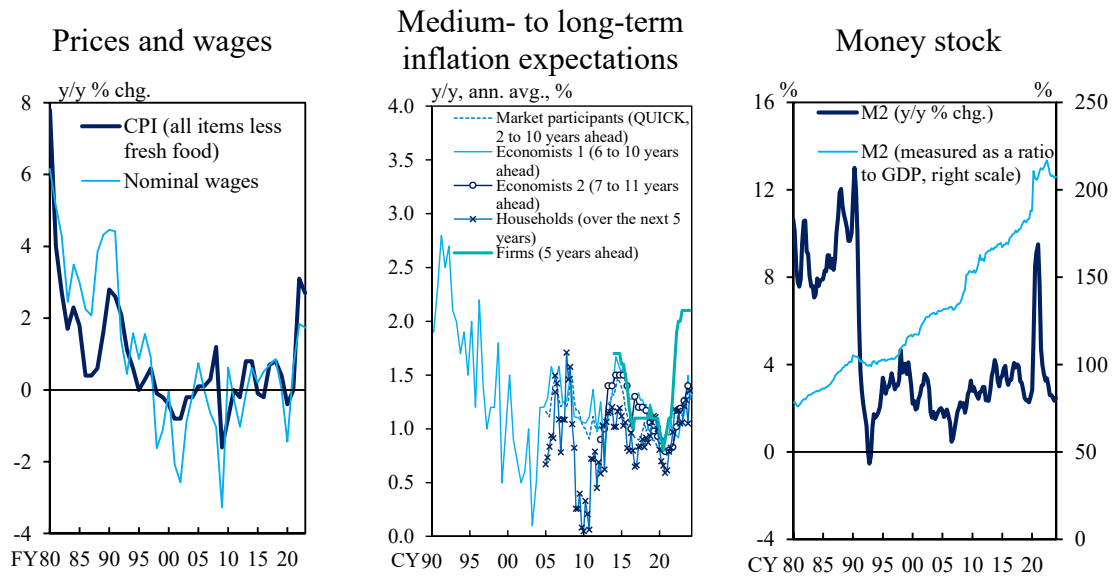 Prices and wages
y/y % chg.
8
6
4
2
0
-2
-4
CPI (all items less
fresh food)
Nominal wages
FY 80 85 90 95 00 05 10 15 20
Medium- to long-term
inflation expectations
y/y, ann. avg., %
4.0
3.5
3.0
2.5
2.0
1.5
1.0
0.5
0.0
Market participants (QUICK,
2 to 10 years ahead)
Economists 1 (6 to 10 years
ahead)
Economists 2 (7 to 11 years
ahead)
Households (over the next 5
years)
Firms (5 years ahead)
CY 90 00 05 10 15 20
Money stock
% %
16
12
8
4
0
-4
M2 (y/y % chg.)
M2 (measured as a ratio
to GDP, right scale)
250
200
150
100
50
0
CY 80 85 90 95 00 05 10 15 20